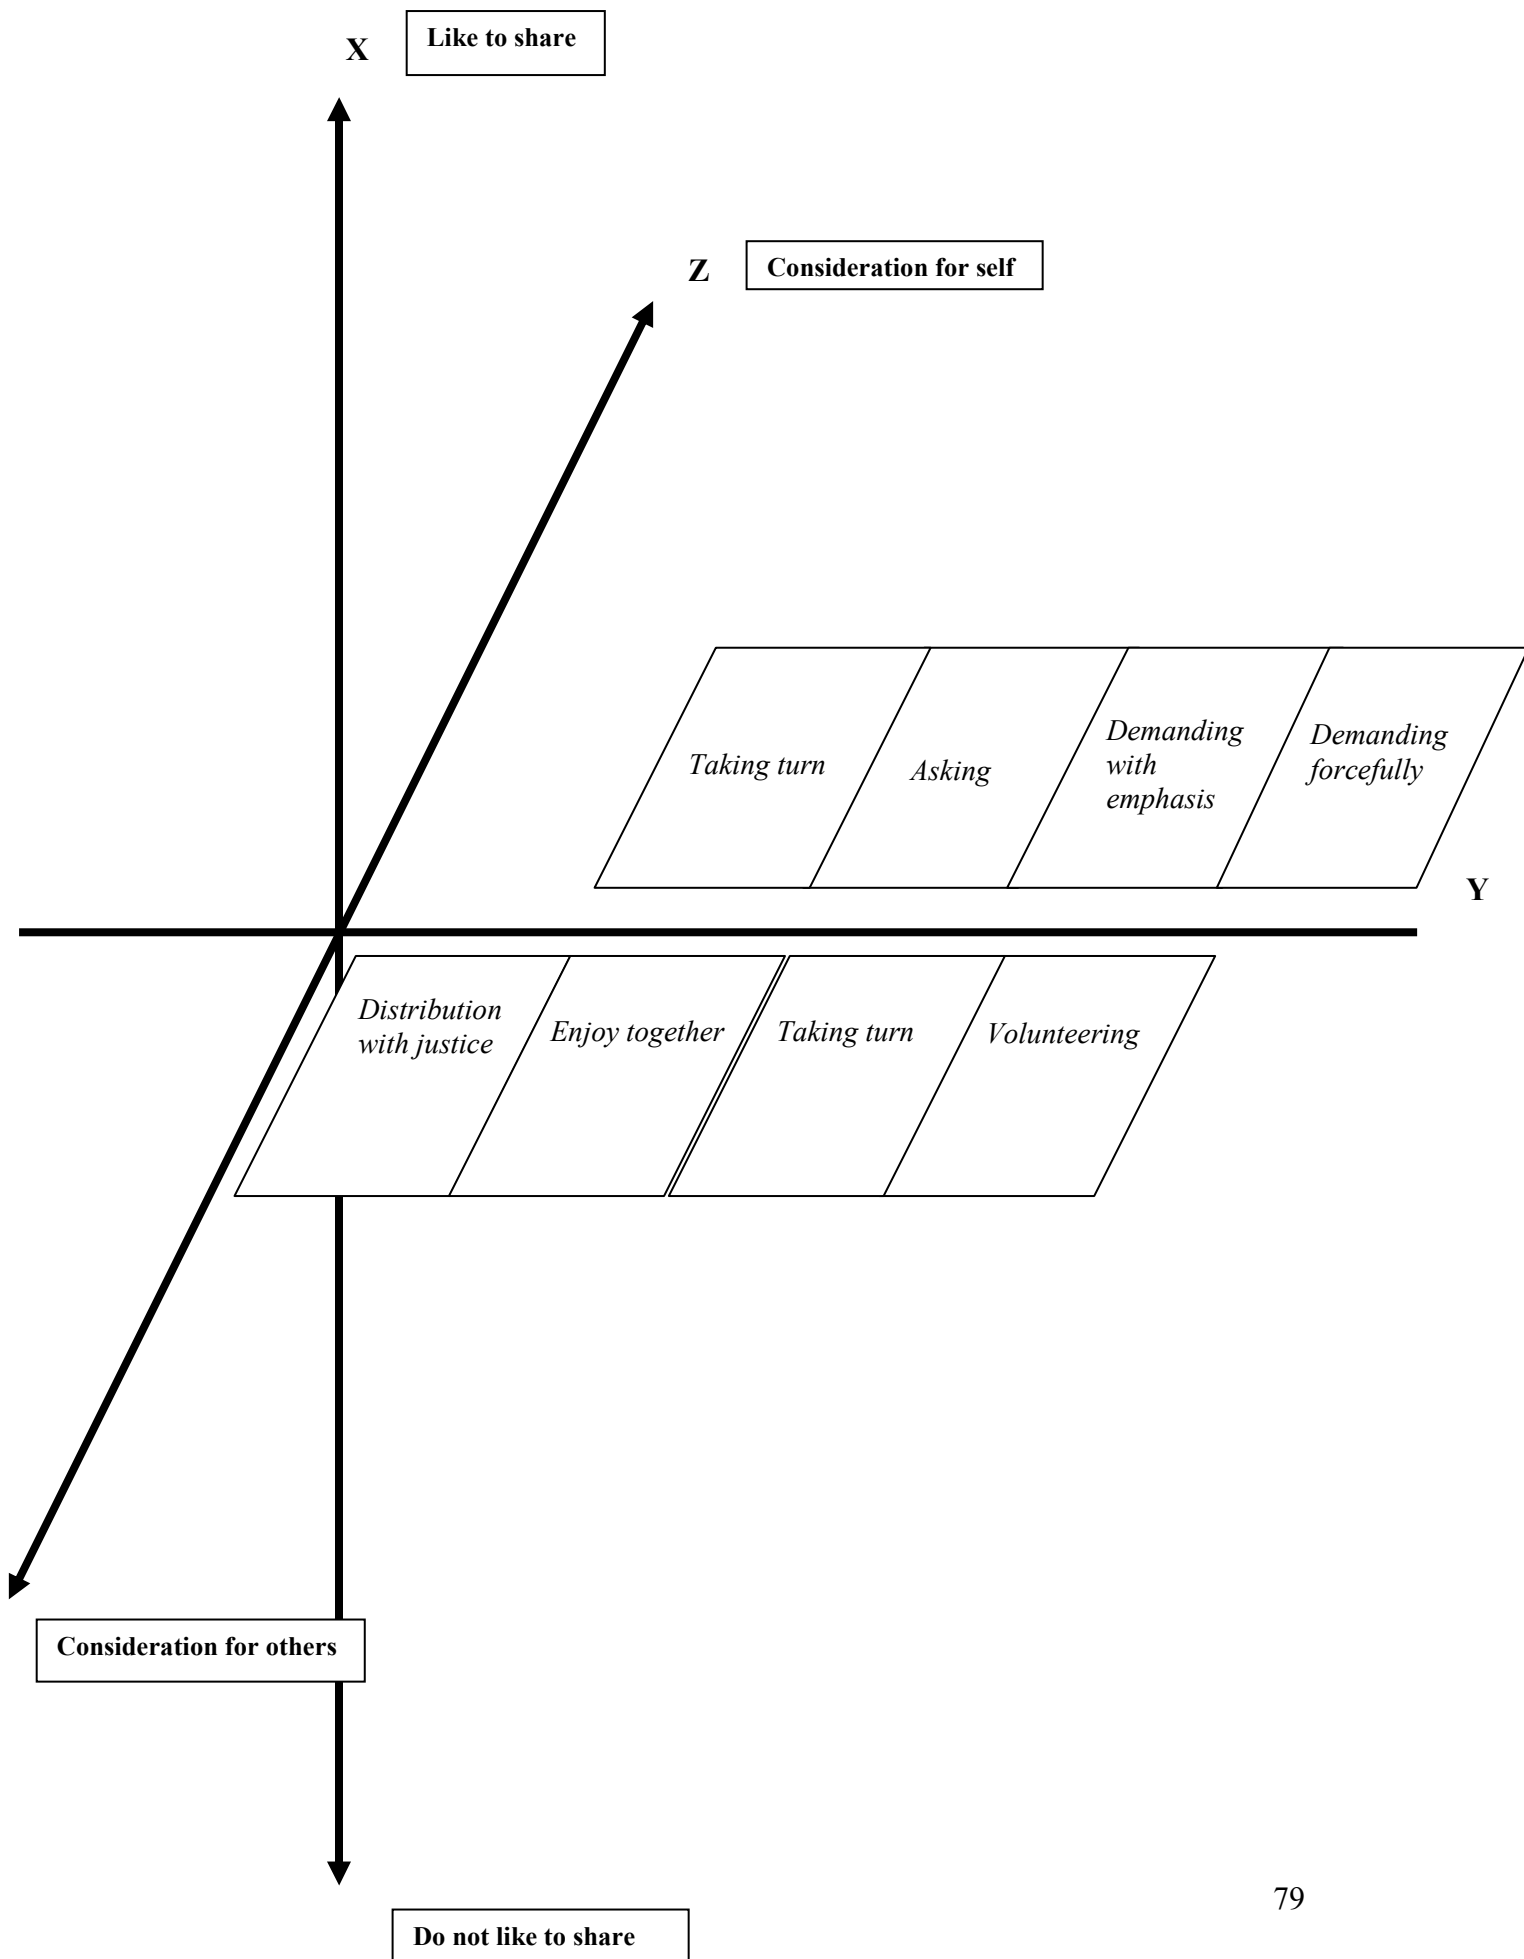 X
Like to share
Z
Consideration for self
Taking turn
Asking
Demanding
with
emphasis
Demanding
forcefully
Y
Distribution
with justice
Enjoy together
Taking turn
Volunteering
Consideration for others
79
Do not like to share